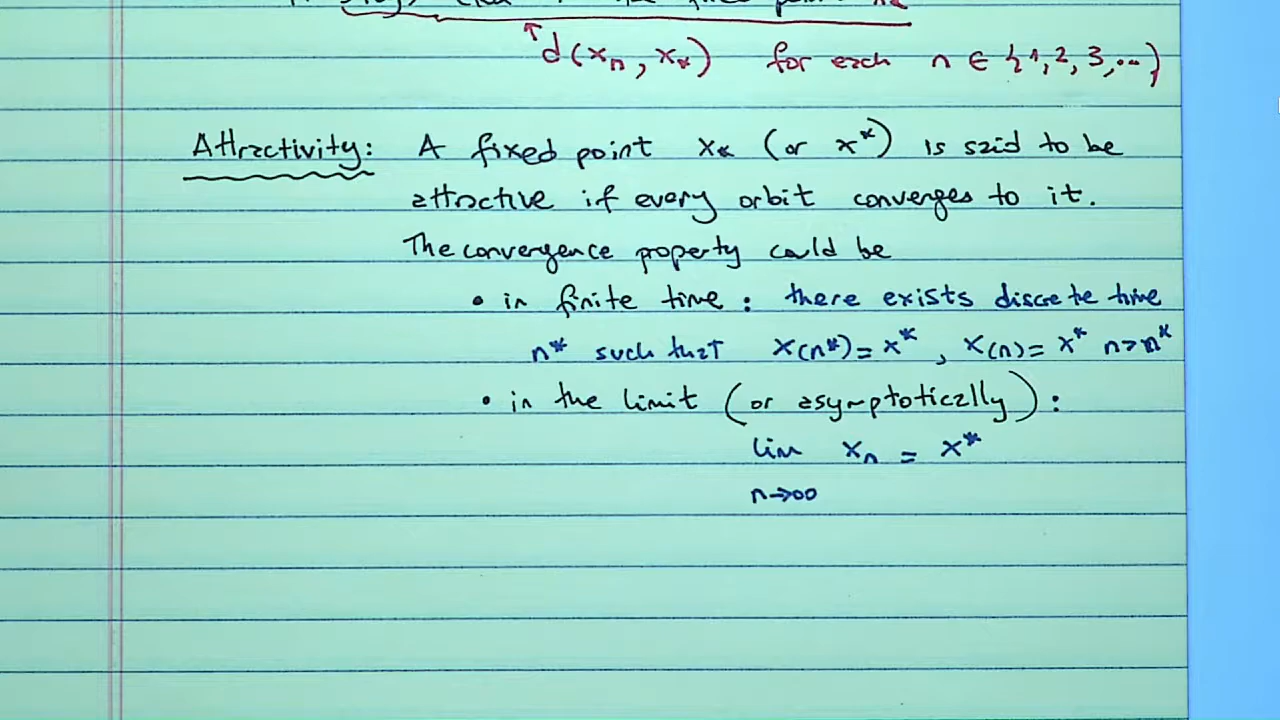 fixed point
d(xₙ, x*) for each n ∈ {1, 2, 3, ...}
Attractivity: A fixed point x* (or x*) is said to be
attractive if every orbit converges to it.
The convergence property could be
• in finite time: there exists discrete time
n* such that x(n*) = x*, x(n) = x* n > n*
• in the limit (or asymptotically):
lim xₙ = x*
n→∞